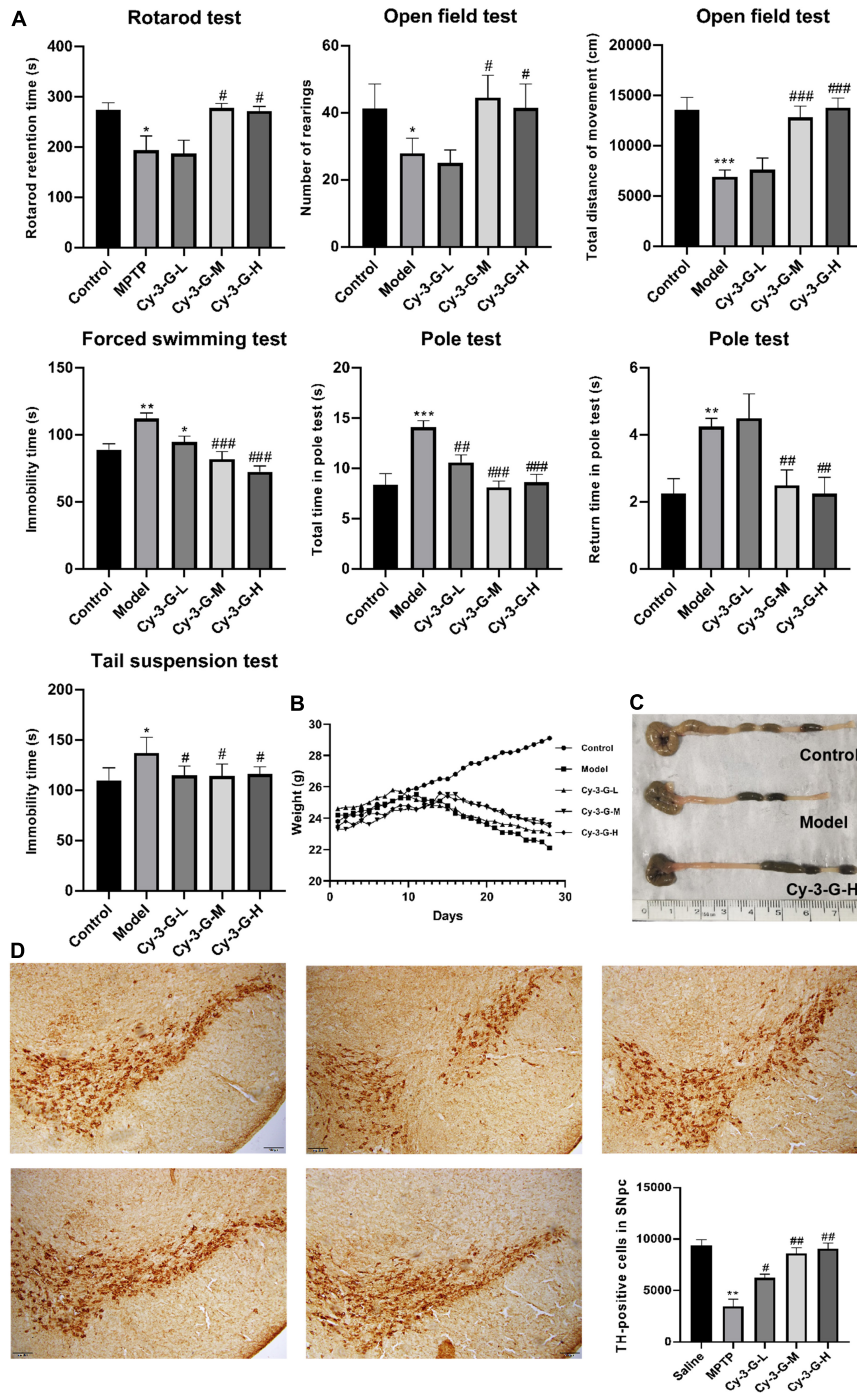 A
Rotarod test
Rotarod retention time (s)
400
300
200
100
0
*
#
#
Control
MPTP
Cy-3-G-L
Cy-3-G-M
Cy-3-G-H
Open field test
Number of rearings
60
40
20
0
*
#
#
Control
Model
Cy-3-G-L
Cy-3-G-M
Cy-3-G-H
Open field test
Total distance of movement (cm)
20000
15000
10000
5000
0
***
###
###
Control
Model
Cy-3-G-L
Cy-3-G-M
Cy-3-G-H
Forced swimming test
Immobility time (s)
150
100
50
0
**
*
###
###
Control
Model
Cy-3-G-L
Cy-3-G-M
Cy-3-G-H
Pole test
Total time in pole test (s)
20
15
10
5
0
***
##
###
###
Control
Model
Cy-3-G-L
Cy-3-G-M
Cy-3-G-H
Pole test
Return time in pole test (s)
6
4
2
0
**
##
##
Control
Model
Cy-3-G-L
Cy-3-G-M
Cy-3-G-H
Tail suspension test
Immobility time (s)
200
150
100
50
0
*
#
#
#
Control
Model
Cy-3-G-L
Cy-3-G-M
Cy-3-G-H
B
Weight (g)
30
28
26
24
22
20
0 10 20 30
Days
Control
Model
Cy-3-G-L
Cy-3-G-M
Cy-3-G-H
C
Control
Model
Cy-3-G-H
0 1 2 3 4 5 6 7
D
TH-positive cells in SNpc
15000
10000
5000
0
**
#
##
##
Saline
MPTP
Cy-3-G-L
Cy-3-G-M
Cy-3-G-H